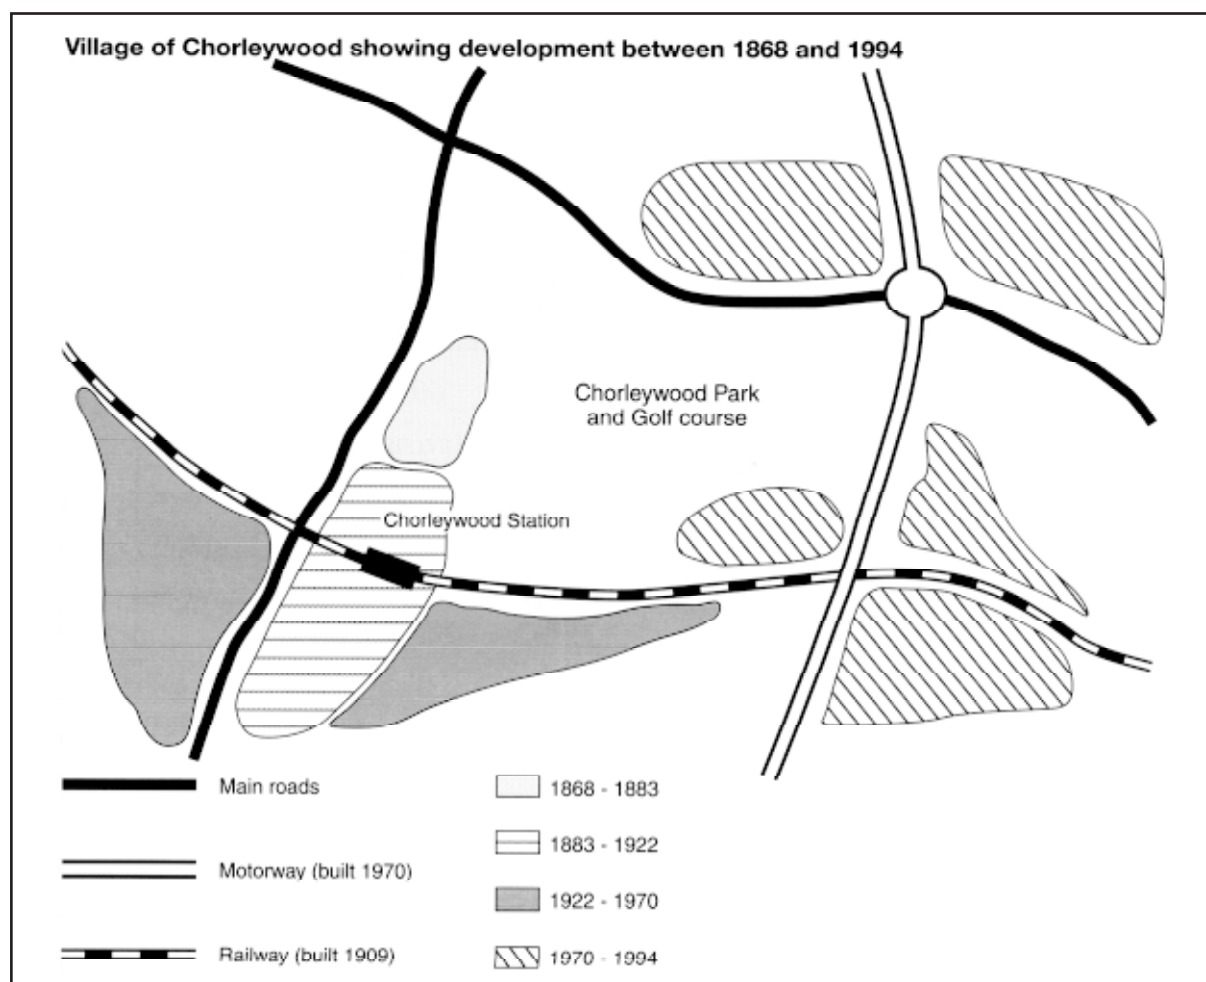 Village of Chorleywood showing development between 1868 and 1994
Chorleywood Park
and Golf course
Chorleywood Station
Main roads
Motorway (built 1970)
Railway (built 1909)
1868 - 1883
1883 - 1922
1922 - 1970
1970 - 1994